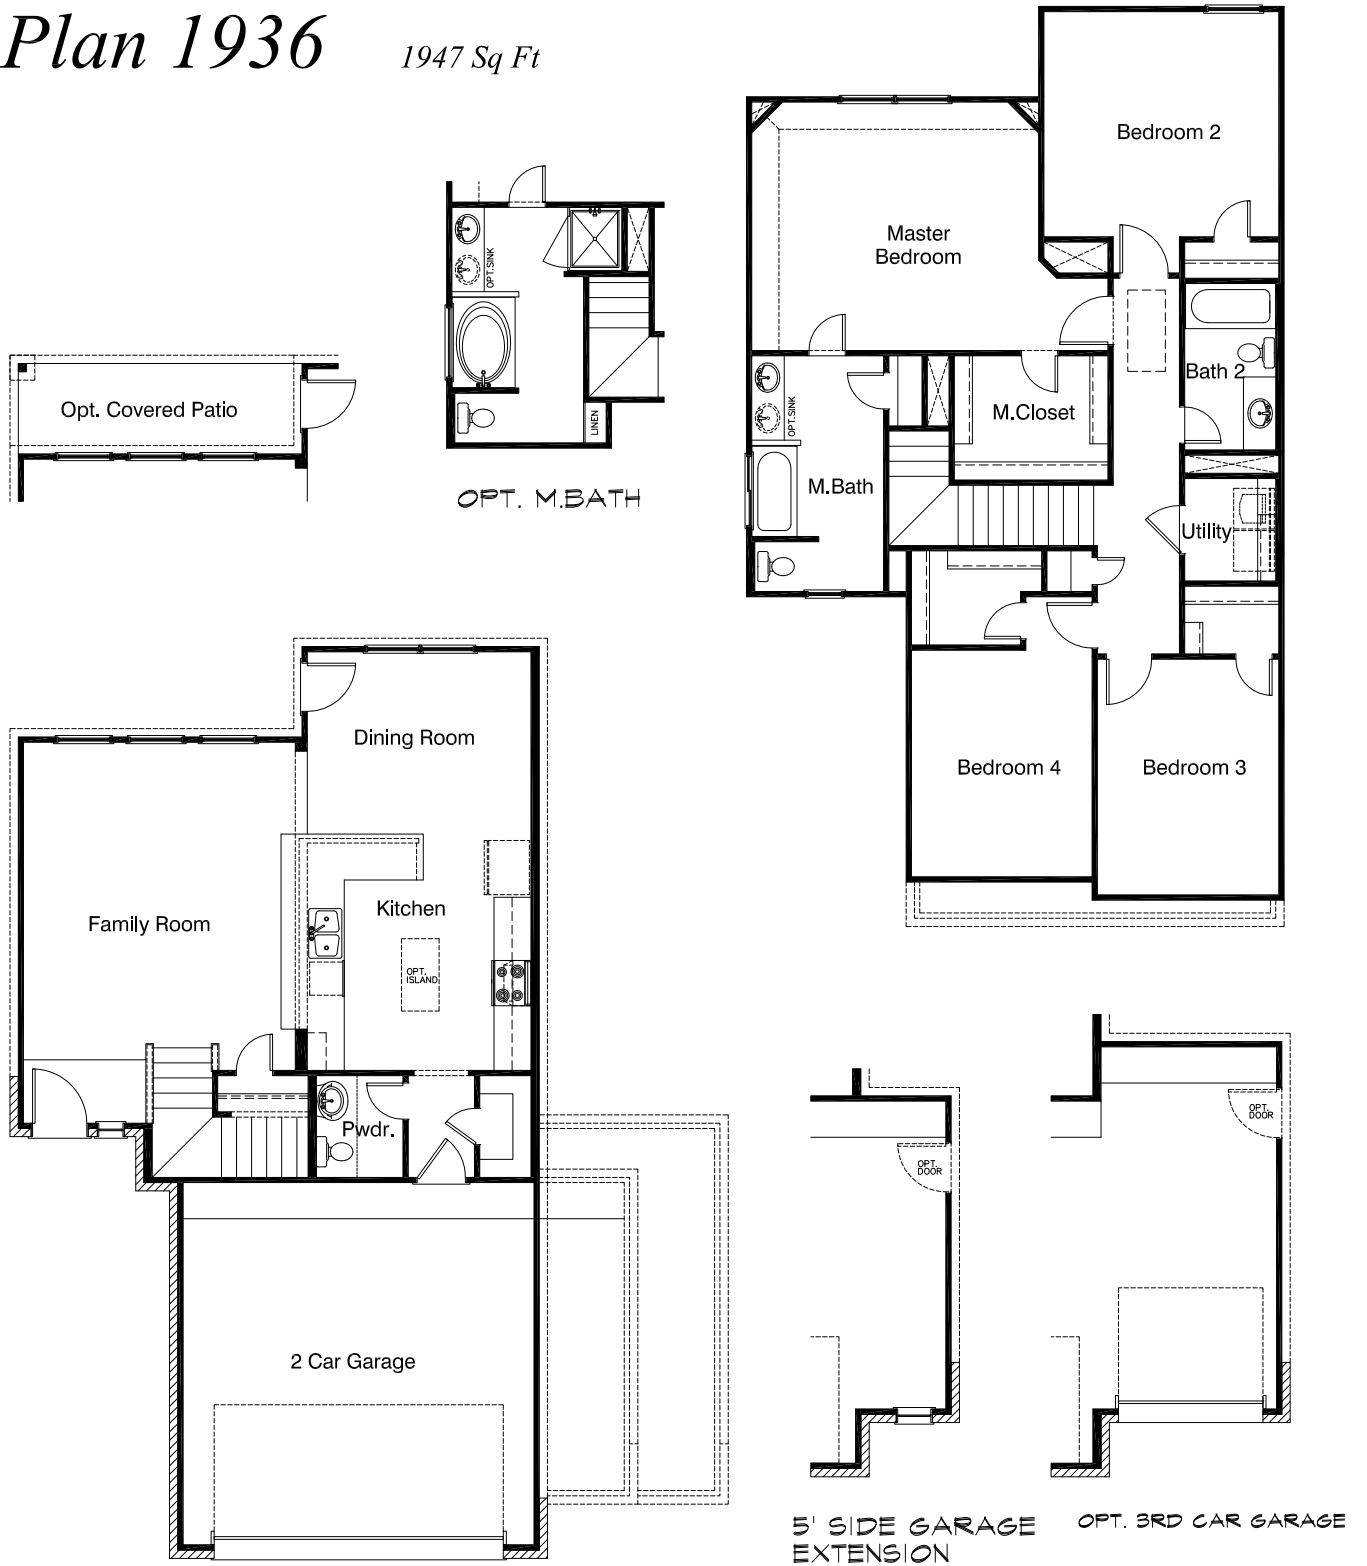 Plan 1936
1947 Sq Ft
Bedroom 2
Master
Bedroom
OPT.SINK
LINEN
OPT. M.BATH
Opt. Covered Patio
Bath 2
M.Closet
OPT.SINK
M.Bath
Utility
Bedroom 4
Bedroom 3
Dining Room
Kitchen
Family Room
OPT.
ISLAND
Pwdr.
2 Car Garage
OPT.
DOOR
OPT.
DOOR
5' SIDE GARAGE
EXTENSION
OPT. 3RD CAR GARAGE